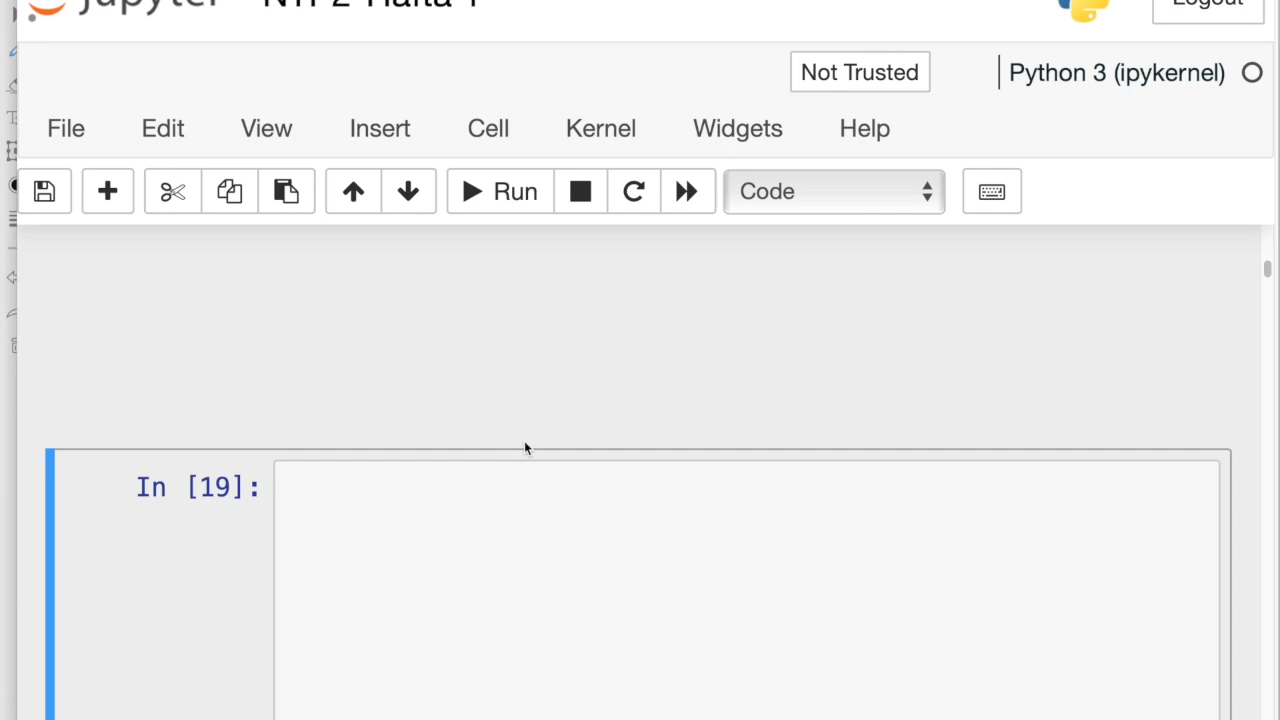 Not Trusted
Python 3 (ipykernel)
File Edit View Insert Cell Kernel Widgets Help
Run Code
In [19]: